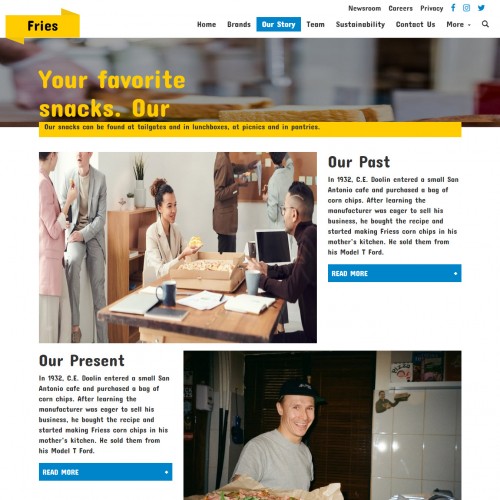 Newsroom Careers Privacy
Fries
Home Brands Our Story Team Sustainability Contact Us More
Your favorite
snacks. Our
Our snacks can be found at tailgates and in lunchboxes, at picnics and in pantries.
Our Past
In 1932, C.E. Doolin entered a small San
Antonio cafe and purchased a bag of
corn chips. After learning the
manufacturer was eager to sell his
business, he bought the recipe and
started making Friess corn chips in his
mother's kitchen. He sold them from
his Model T Ford.
READ MORE
Our Present
In 1932, C.E. Doolin entered a small San
Antonio cafe and purchased a bag of
corn chips. After learning the
manufacturer was eager to sell his
business, he bought the recipe and
started making Friess corn chips in his
mother's kitchen. He sold them from
his Model T Ford.
READ MORE